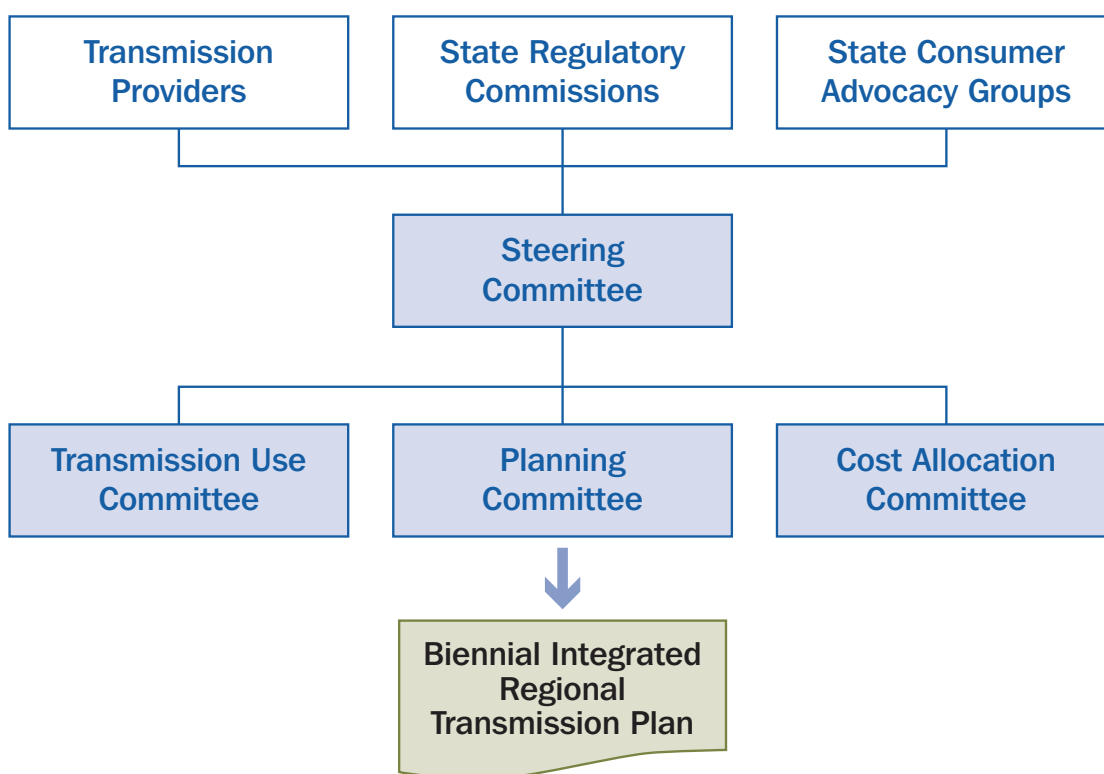 Transmission
Providers
State Regulatory
Commissions
State Consumer
Advocacy Groups
Steering
Committee
Transmission Use
Committee
Planning
Committee
Cost Allocation
Committee
Biennial Integrated
Regional
Transmission Plan